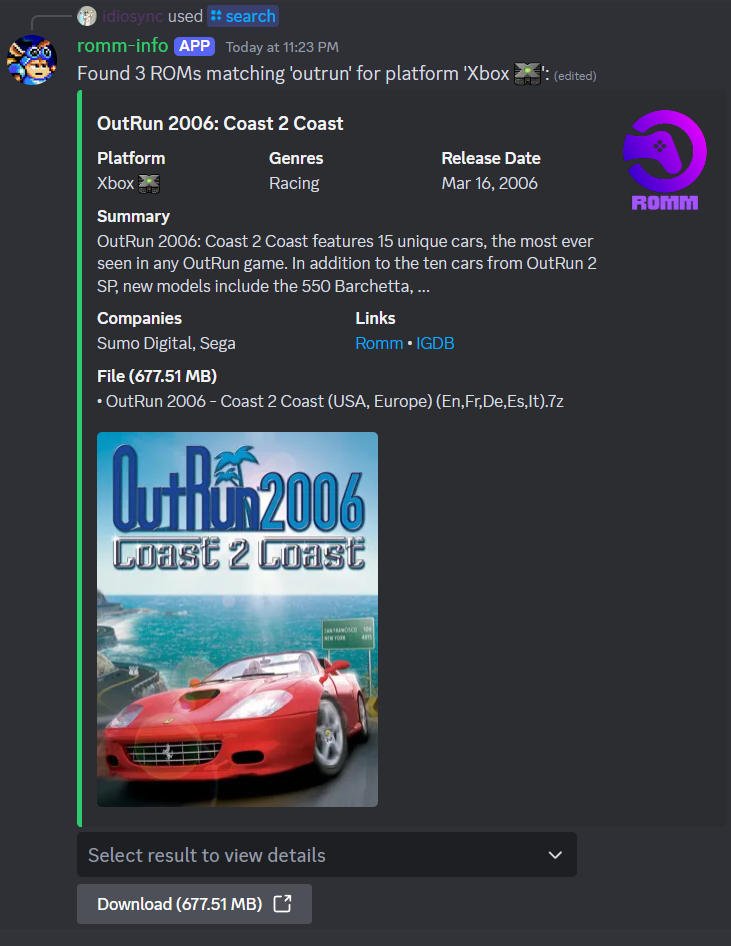 idiosync used search
romm-info APP Today at 11:23 PM
Found 3 ROMs matching 'outrun' for platform 'Xbox ': (edited)
OutRun 2006: Coast 2 Coast
Platform Genres Release Date
Xbox Racing Mar 16, 2006
ROMM
Summary
OutRun 2006: Coast 2 Coast features 15 unique cars, the most ever
seen in any OutRun game. In addition to the ten cars from OutRun 2
SP, new models include the 550 Barchetta, ...
Companies Links
Sumo Digital, Sega Romm • IGDB
File (677.51 MB)
• OutRun 2006 - Coast 2 Coast (USA, Europe) (En,Fr,De,Es,It).7z
OutRun2006
Coast 2 Coast
SAN FRANCISCO
NEW YORK
Select result to view details
Download (677.51 MB)